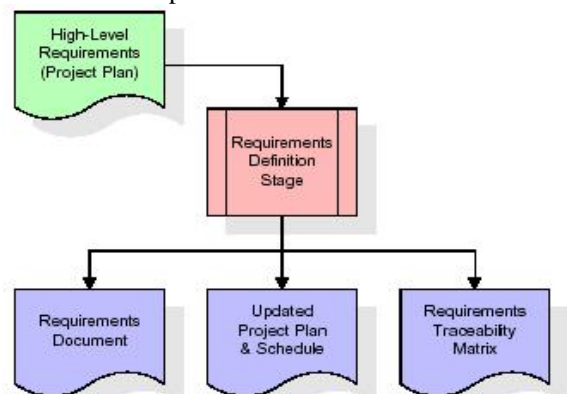 High-Level
Requirements
(Project Plan)
Requirements
Definition
Stage
Requirements
Document
Updated
Project Plan
& Schedule
Requirements
Traceability
Matrix